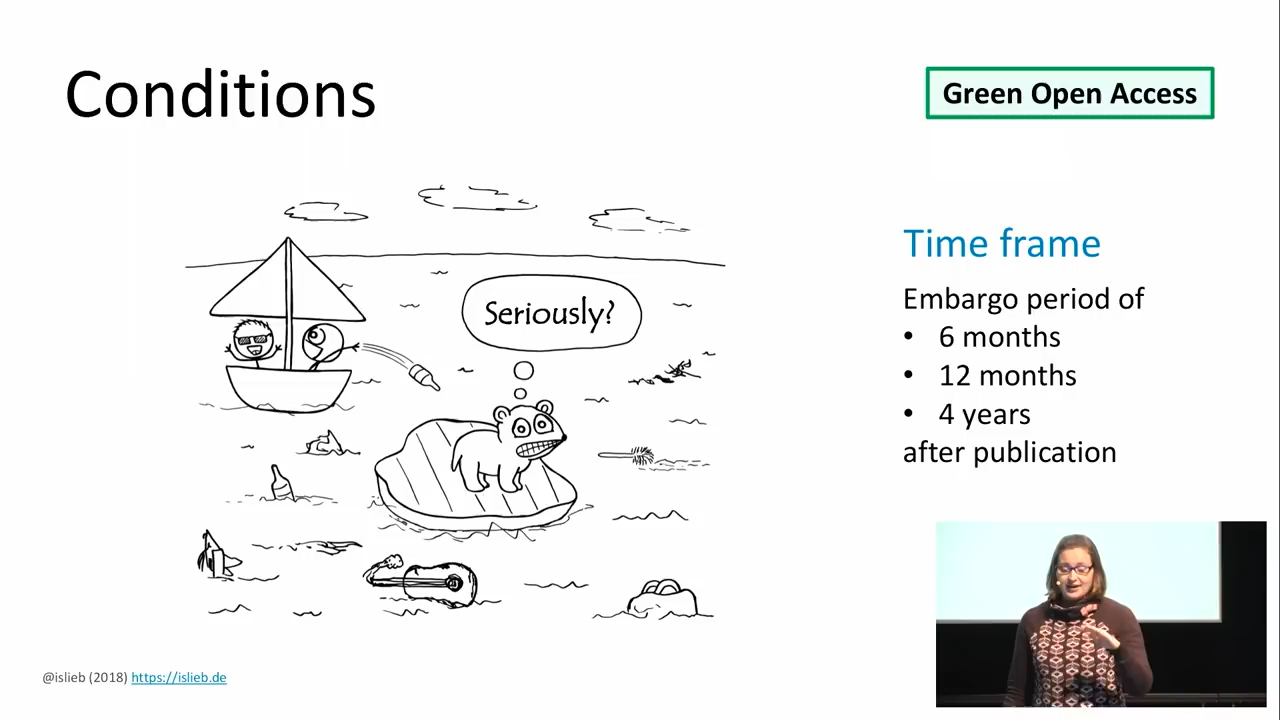 Conditions
Green Open Access
Seriously?
Time frame
Embargo period of
• 6 months
• 12 months
• 4 years
after publication
@islieb (2018) https://islieb.de